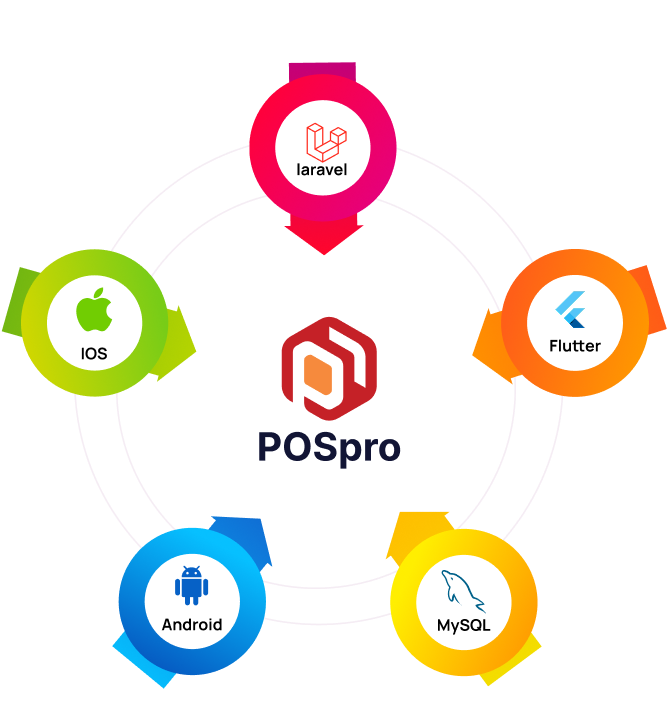 laravel
IOS
Flutter
POSpro
Android
MySQL